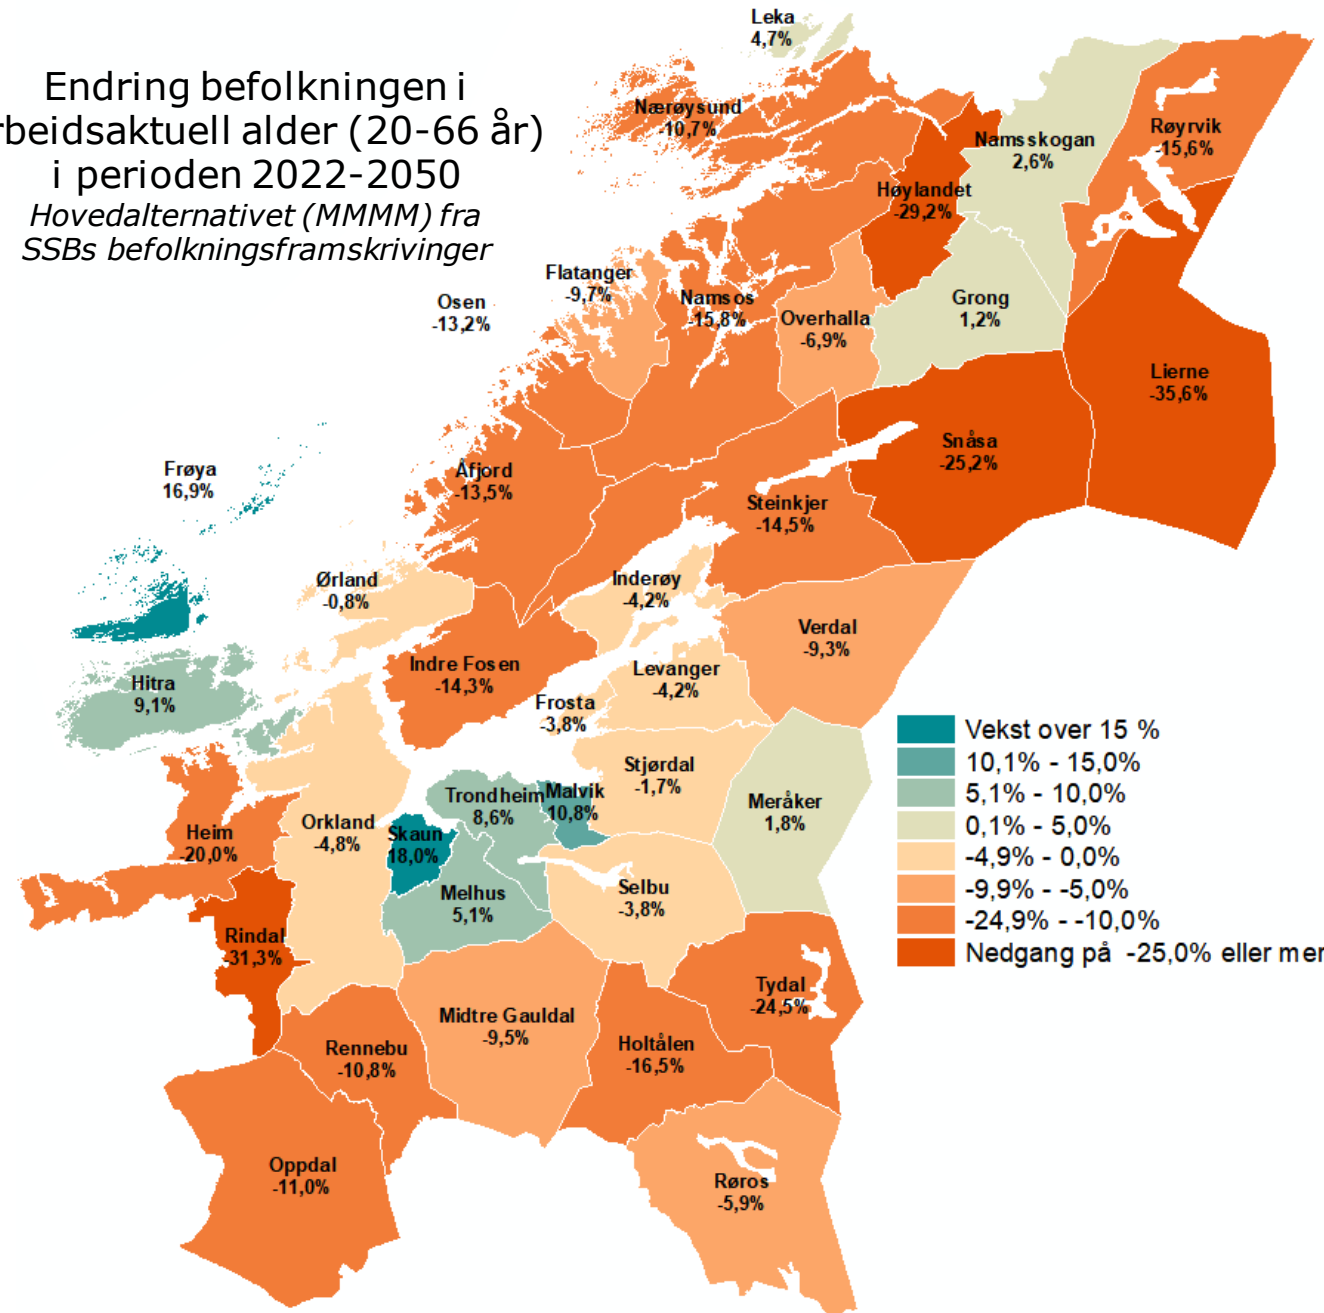 Endring befolkningen i
rbeidsaktuell alder (20-66 år)
i perioden 2022-2050
Hovedalternativet (MMMM) fra
SSBs befolkningsframskrivinger
Leka
4,7%
Nærøysund
-10,7%
Namsskogan
2,6%
Røyrvik
-15,6%
Høylandet
-29,2%
Flatanger
-9,7%
Osen
-13,2%
Namsos
-15,8%
Overhalla
-6,9%
Grong
1,2%
Lierne
-35,6%
Snåsa
-25,2%
Frøya
16,9%
Åfjord
-13,5%
Steinkjer
-14,5%
Ørland
-0,8%
Inderøy
-4,2%
Verdal
-9,3%
Hitra
9,1%
Indre Fosen
-14,3%
Levanger
-4,2%
Frosta
-3,8%
Stjørdal
-1,7%
Meråker
1,8%
Trondheim
8,6%
Malvik
10,8%
Heim
-20,0%
Orkland
-4,8%
Skaun
18,0%
Melhus
5,1%
Selbu
-3,8%
Rindal
-31,3%
Tydal
-24,5%
Midtre Gauldal
-9,5%
Holtålen
-16,5%
Rennebu
-10,8%
Oppdal
-11,0%
Røros
-5,9%
Vekst over 15 %
10,1% - 15,0%
5,1% - 10,0%
0,1% - 5,0%
-4,9% - 0,0%
-9,9% - -5,0%
-24,9% - -10,0%
Nedgang på -25,0% eller mer